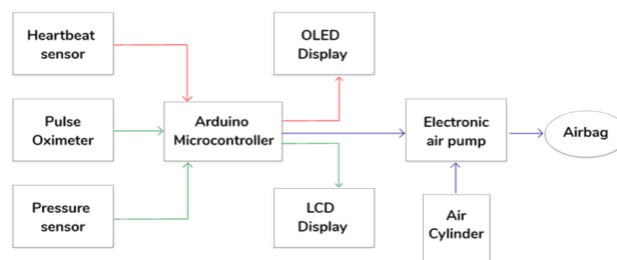 Heartbeat
sensor
OLED
Display
Pulse
Oximeter
Arduino
Microcontroller
Electronic
air pump
Airbag
Pressure
sensor
LCD
Display
Air
Cylinder